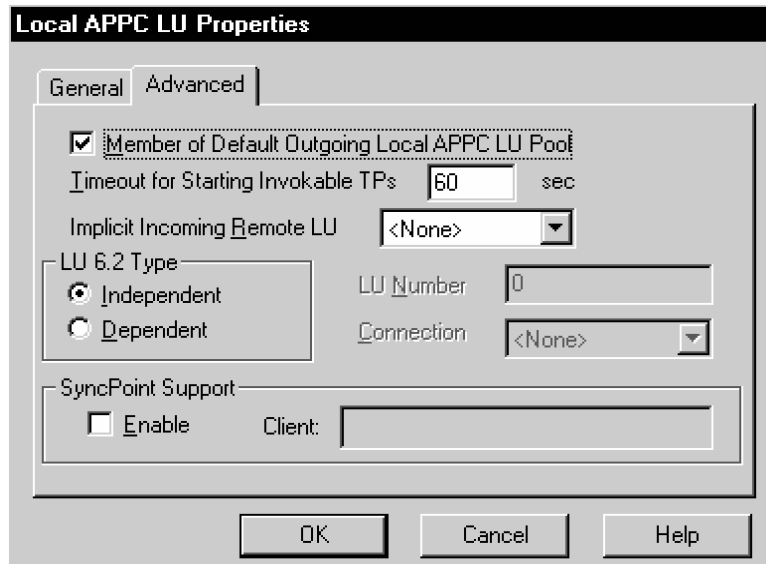 Local APPC LU Properties
General Advanced
Member of Default Outgoing Local APPC LU Pool
Timeout for Starting Invokable TPs 60 sec
Implicit Incoming Remote LU <None>
LU 6.2 Type
Independent
Dependent
LU Number 0
Connection <None>
SyncPoint Support
Enable Client:
OK Cancel Help